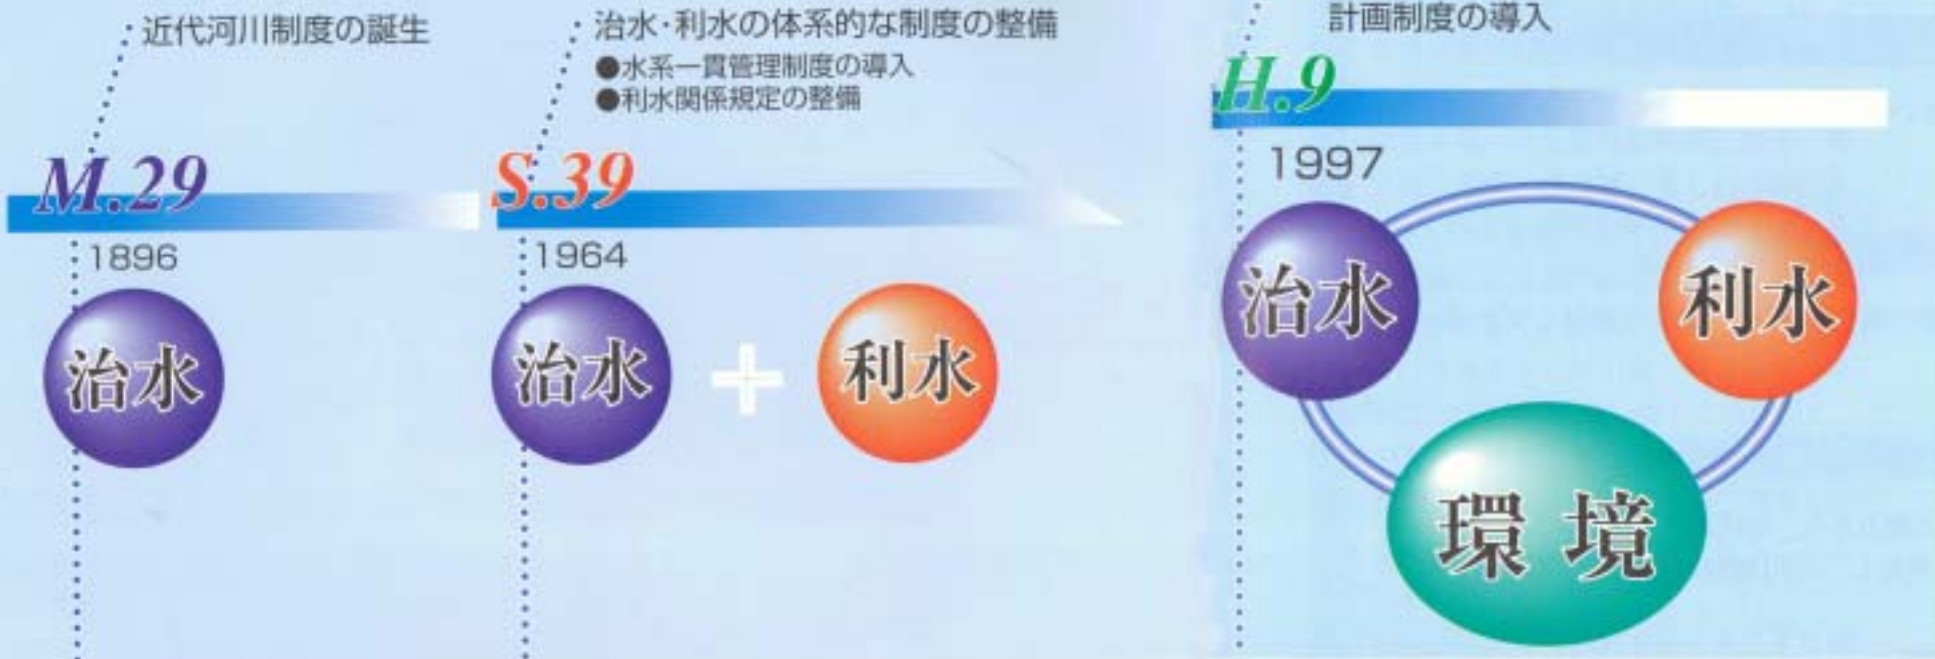 近代河川制度の誕生
M.29
1896
治水
治水・利水の体系的な制度の整備
●水系一貫管理制度の導入
●利水関係規定の整備
S.39
1964
治水
+
利水
計画制度の導入
H.9
1997
治水
利水
環境